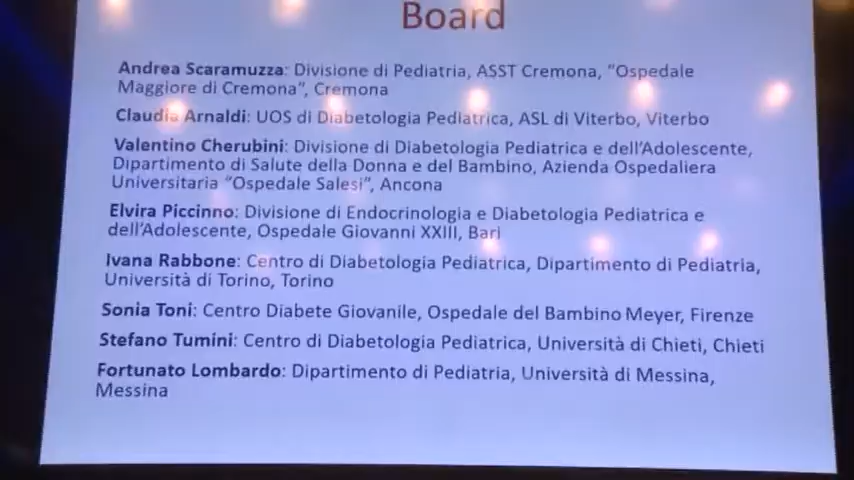 Board
Andrea Scaramuzza: Divisione di Pediatria, ASST Cremona, “Ospedale
Maggiore di Cremona”, Cremona
Claudia Arnaldi: UOS di Diabetologia Pediatrica, ASL di Viterbo, Viterbo
Valentino Cherubini: Divisione di Diabetologia Pediatrica e dell’Adolescente,
Dipartimento di Salute della Donna e del Bambino, Azienda Ospedaliera
Universitaria “Ospedale Salesi”, Ancona
Elvira Piccinno: Divisione di Endocrinologia e Diabetologia Pediatrica e
dell’Adolescente, Ospedale Giovanni XXIII, Bari
Ivana Rabbone: Centro di Diabetologia Pediatrica, Dipartimento di Pediatria,
Università di Torino, Torino
Sonia Toni: Centro Diabete Giovanile, Ospedale del Bambino Meyer, Firenze
Stefano Tumini: Centro di Diabetologia Pediatrica, Università di Chieti, Chieti
Fortunato Lombardo: Dipartimento di Pediatria, Università di Messina,
Messina